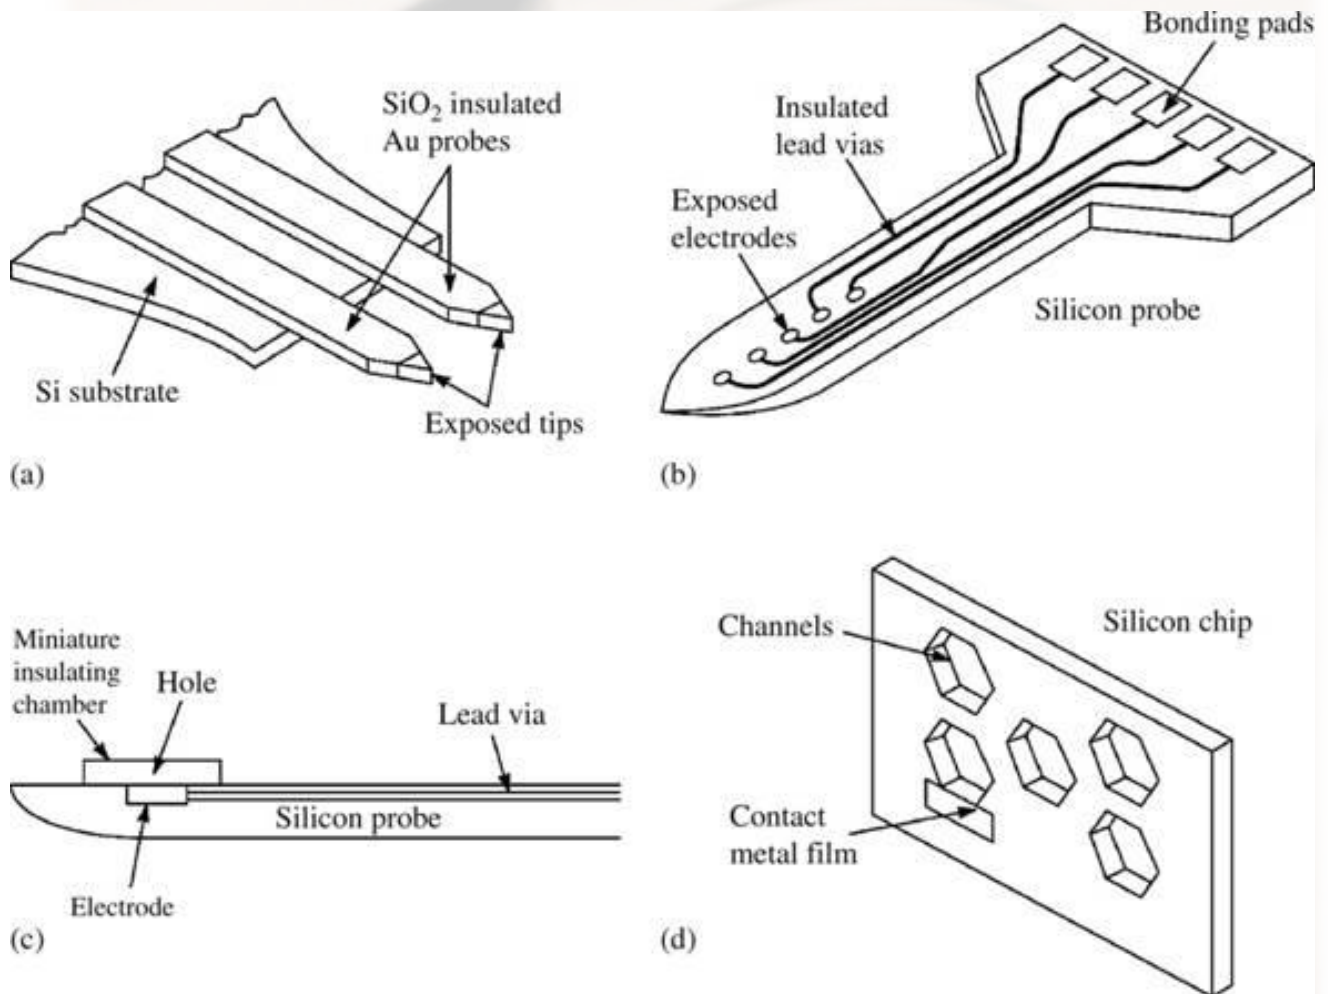 SiO₂ insulated
Au probes
Si substrate
Exposed tips
(a)
Bonding pads
Insulated
lead vias
Exposed
electrodes
Silicon probe
(b)
Miniature
insulating
chamber
Hole
Lead via
Silicon probe
Electrode
(c)
Channels
Silicon chip
Contact
metal film
(d)